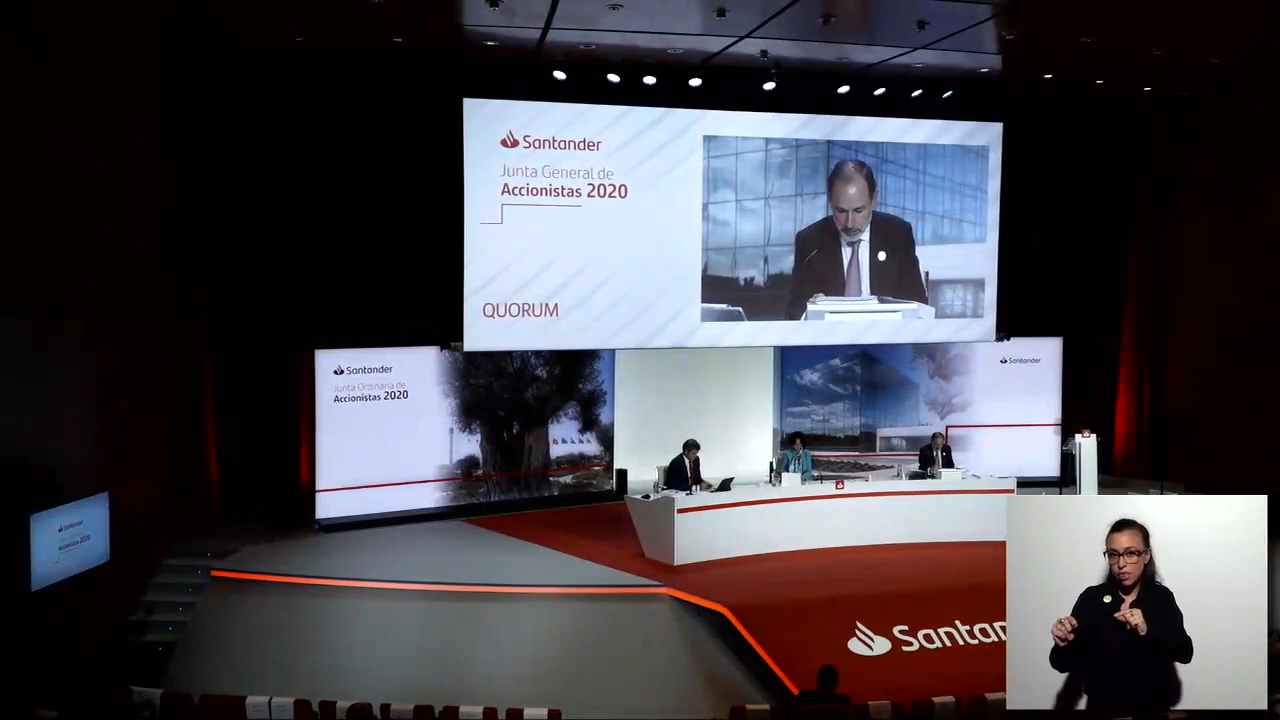 Santander
Junta General de
Accionistas 2020
QUORUM
Santander
Junta Ordinaria de
Accionistas 2020
Santander
Santander
Accionistas 2020
Santan